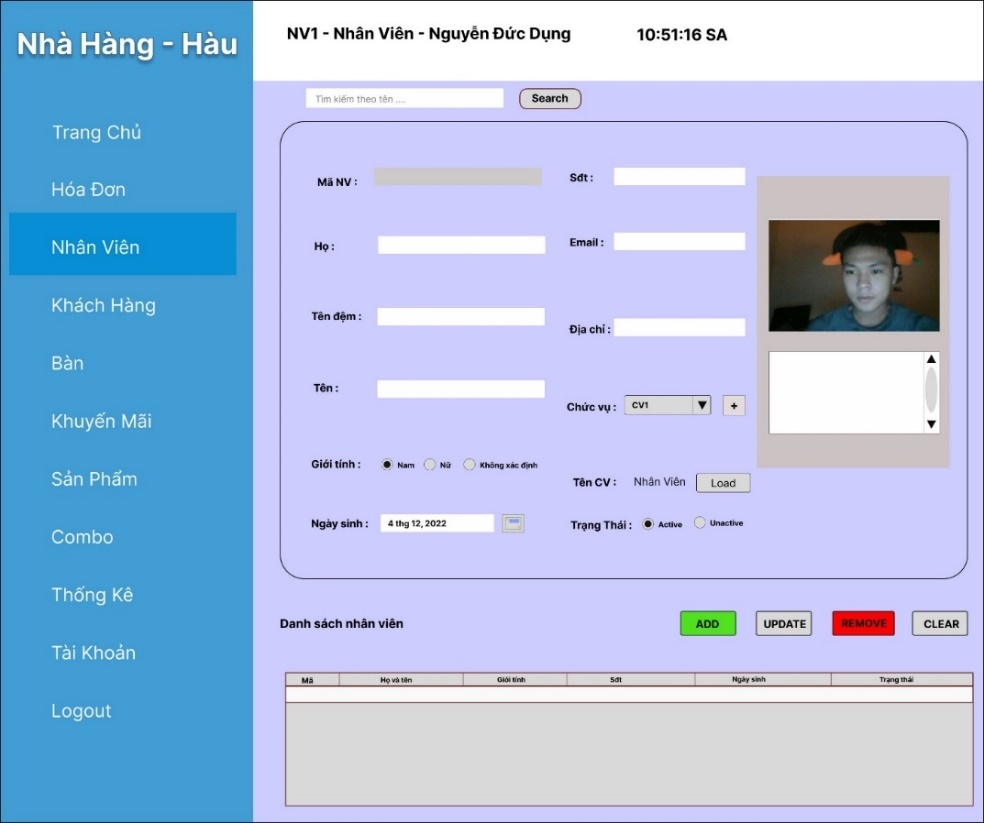 Nhà Hàng - Hàu
NV1 - Nhân Viên - Nguyễn Đức Dụng
10:51:16 SA
Tìm kiếm theo tên ....
Search
Trang Chủ
Hóa Đơn
Nhân Viên
Khách Hàng
Bàn
Khuyến Mãi
Sản Phẩm
Combo
Thống Kê
Tài Khoản
Logout
Mã NV :
Sđt :
Họ :
Email :
Tên đệm :
Địa chỉ :
Tên :
Chức vụ : CV1 +
Giới tính : Nam Nữ Không xác định
Tên CV : Nhân Viên Load
Ngày sinh : 4 thg 12, 2022
Trạng Thái : Active Unactive
Danh sách nhân viên
ADD UPDATE REMOVE CLEAR
Mã Họ và tên Giới tính Sdt Ngày sinh Trạng thái